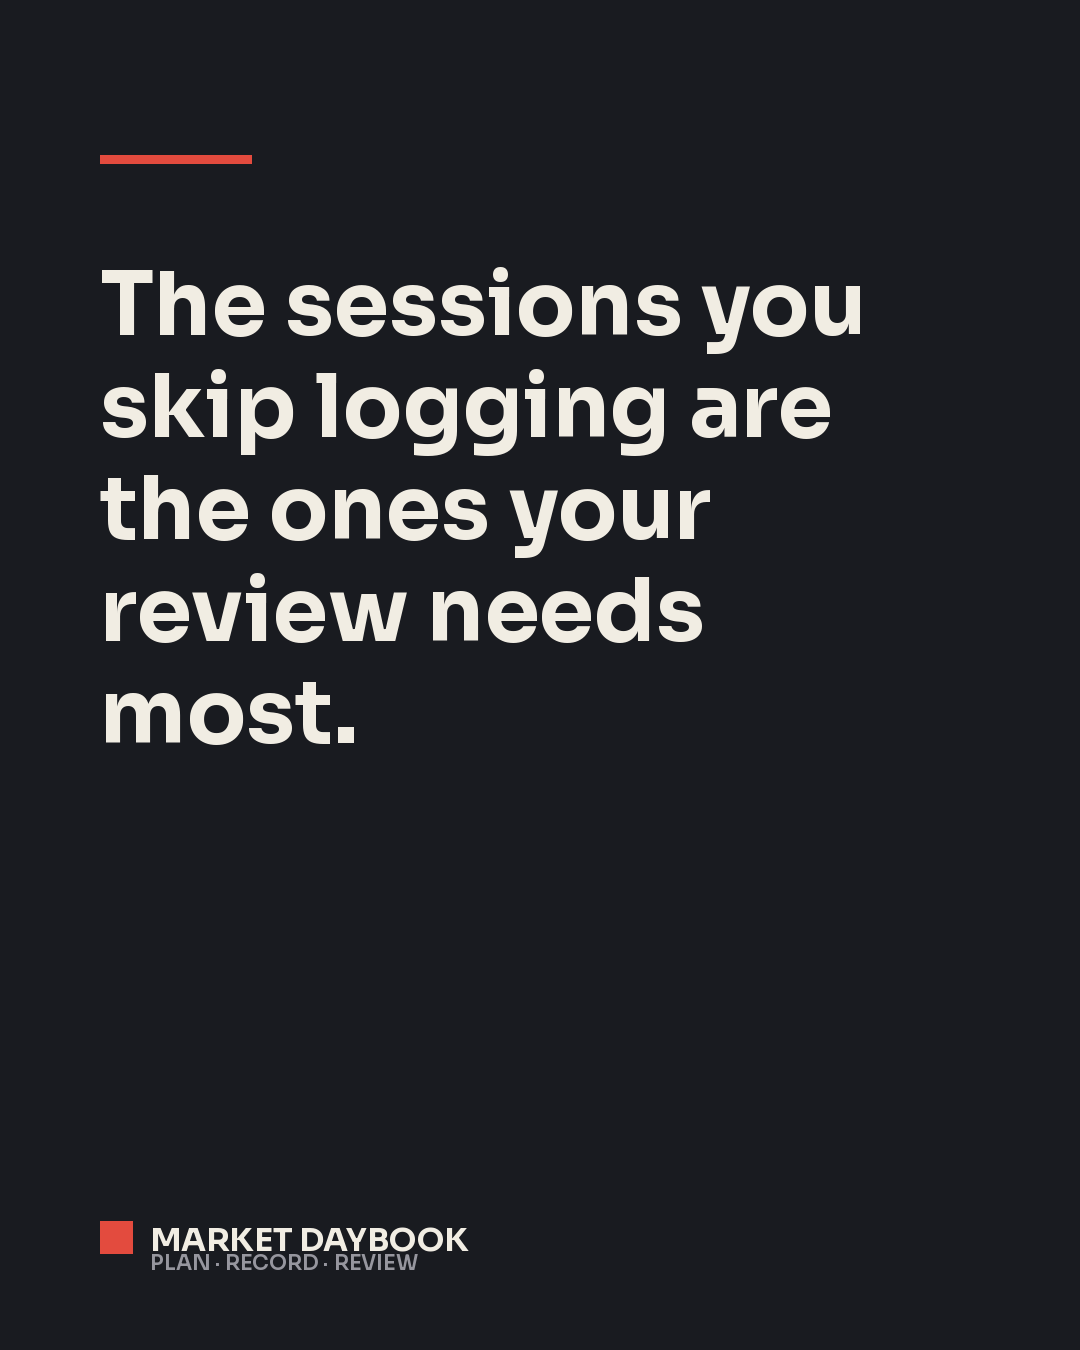 The sessions you
skip logging are
the ones your
review needs
most.
MARKET DAYBOOK
PLAN · RECORD · REVIEW